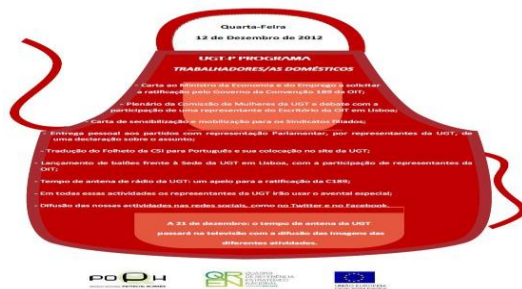 Quarta-Feira
12 de Dezembro de 2012
UGT-P PROGRAMA
TRABALHADORES/AS DOMÉSTICOS
- Carta ao Ministro da Economia e do Emprego a solicitar
a ratificação pelo Governo da Convenção 189 da OIT;
- Plenário da Comissão de Mulheres da UGT e debate com a
participação de uma representante do Escritório da OIT em Lisboa;
- Carta de sensibilização e mobilização para os Sindicatos filiados;
- Entrega pessoal aos partidos com representação Parlamentar, por representantes da UGT, de
uma declaração sobre o assunto;
- Tradução do Folheto da CSI para Português e sua colocação no site da UGT;
- Lançamento de balões frente à Sede da UGT em Lisboa, com a participação de representantes da
OIT;
- Tempo de antena de rádio da UGT: um apelo para a ratificação da C189;
- Em todas essas actividades os representantes da UGT irão usar o avental especial;
- Difusão das nossas actividades nas redes sociais, como no Twitter e no Facebook.
A 21 de dezembro: o tempo de antena da UGT
passará na televisão com a difusão das imagens das
diferentes atividades.
POPH
QREN
QUADRO
DE REFERÊNCIA
ESTRATÉGICO
NACIONAL